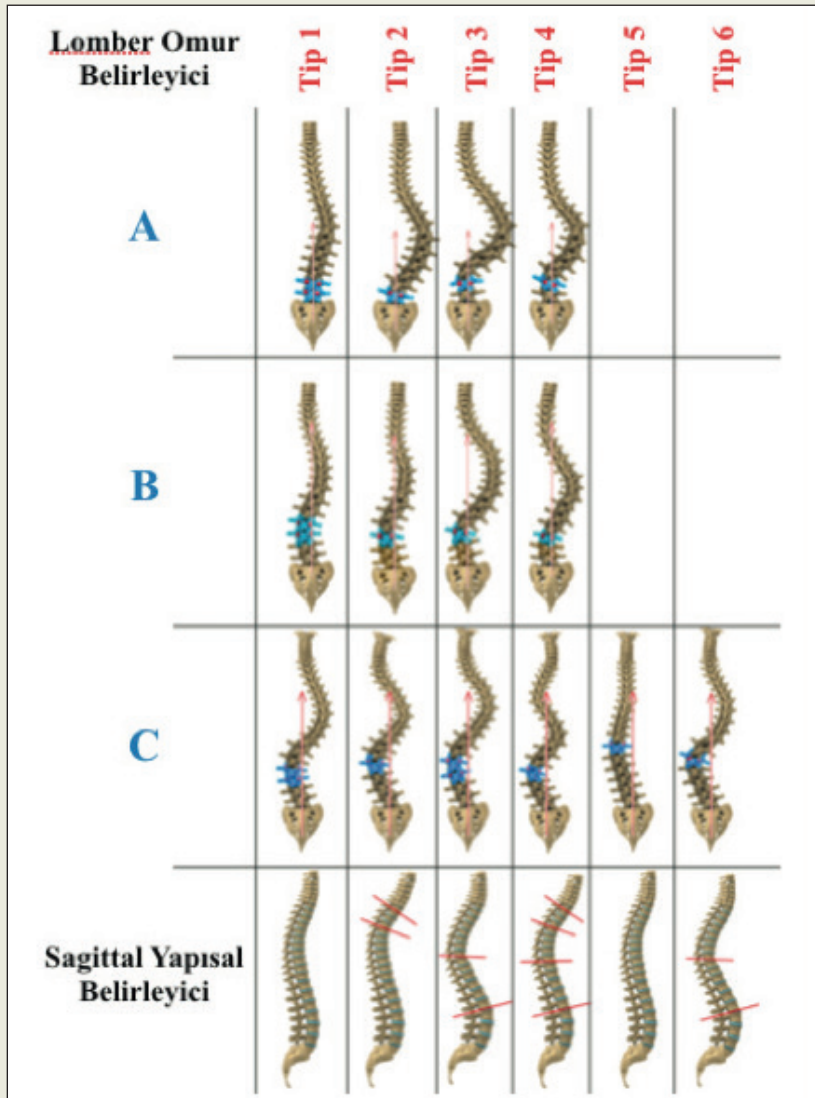 Lomber Omur
Belirleyici
Tip 1
Tip 2
Tip 3
Tip 4
Tip 5
Tip 6
A
B
C
Sagittal Yapısal
Belirleyici